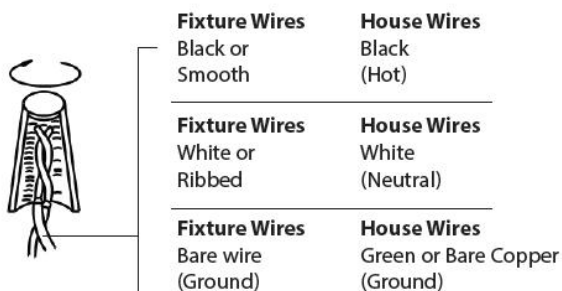 Fixture Wires House Wires
Black or Black
Smooth (Hot)
Fixture Wires House Wires
White or White
Ribbed (Neutral)
Fixture Wires House Wires
Bare wire Green or Bare Copper
(Ground) (Ground)